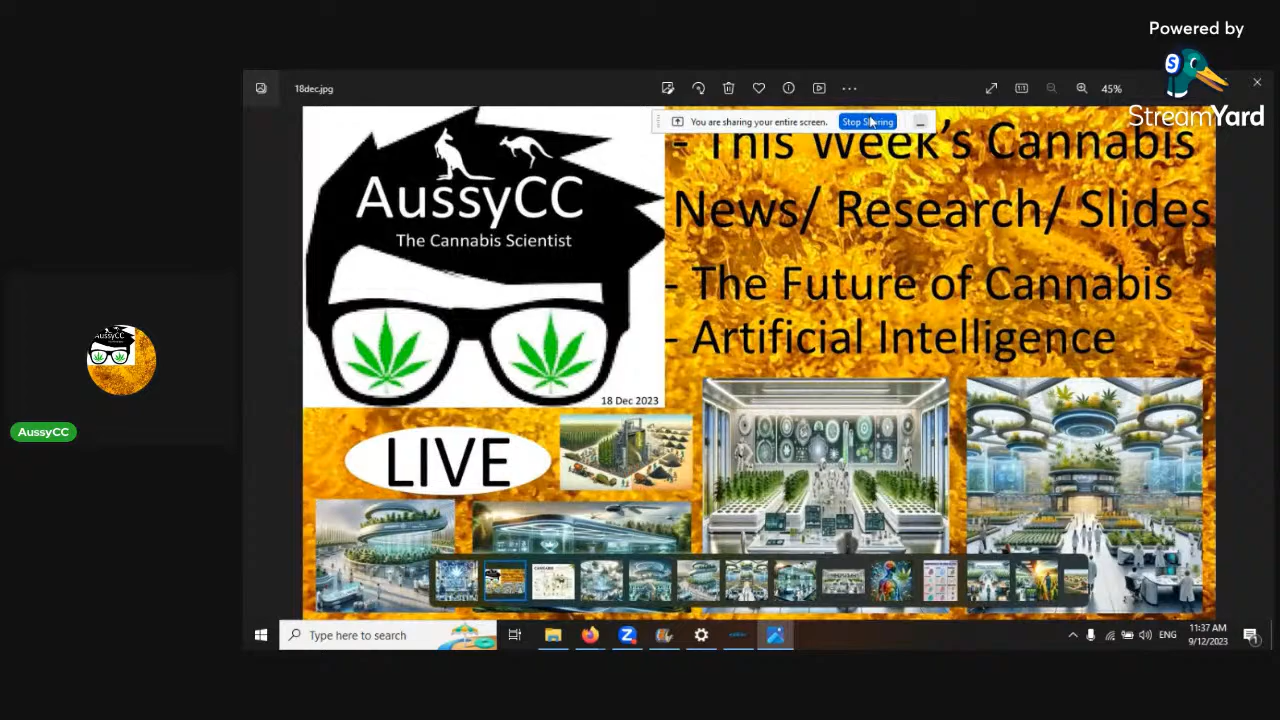 Powered by
StreamYard
18dec.jpg
45%
You are sharing your entire screen.
Stop Sharing
- This Week's Cannabis
News/ Research/ Slides
- The Future of Cannabis
- Artificial Intelligence
AussyCC
The Cannabis Scientist
18 Dec 2023
LIVE
AussyCC
AussyCC
Type here to search
ENG
11:37 AM
9/12/2023